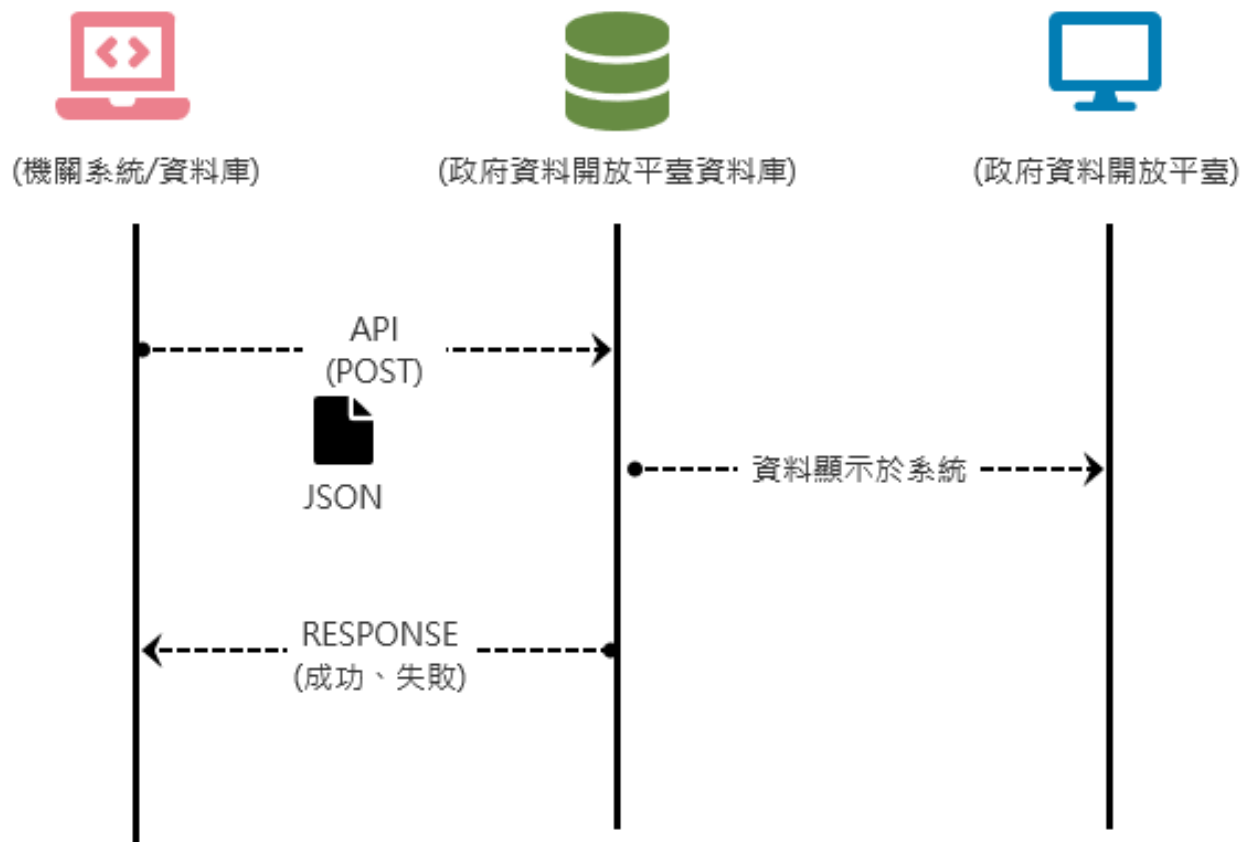 (機關系統/資料庫)
(政府資料開放平臺資料庫)
(政府資料開放平臺)
API
(POST)
JSON
資料顯示於系統
RESPONSE
(成功、失敗)